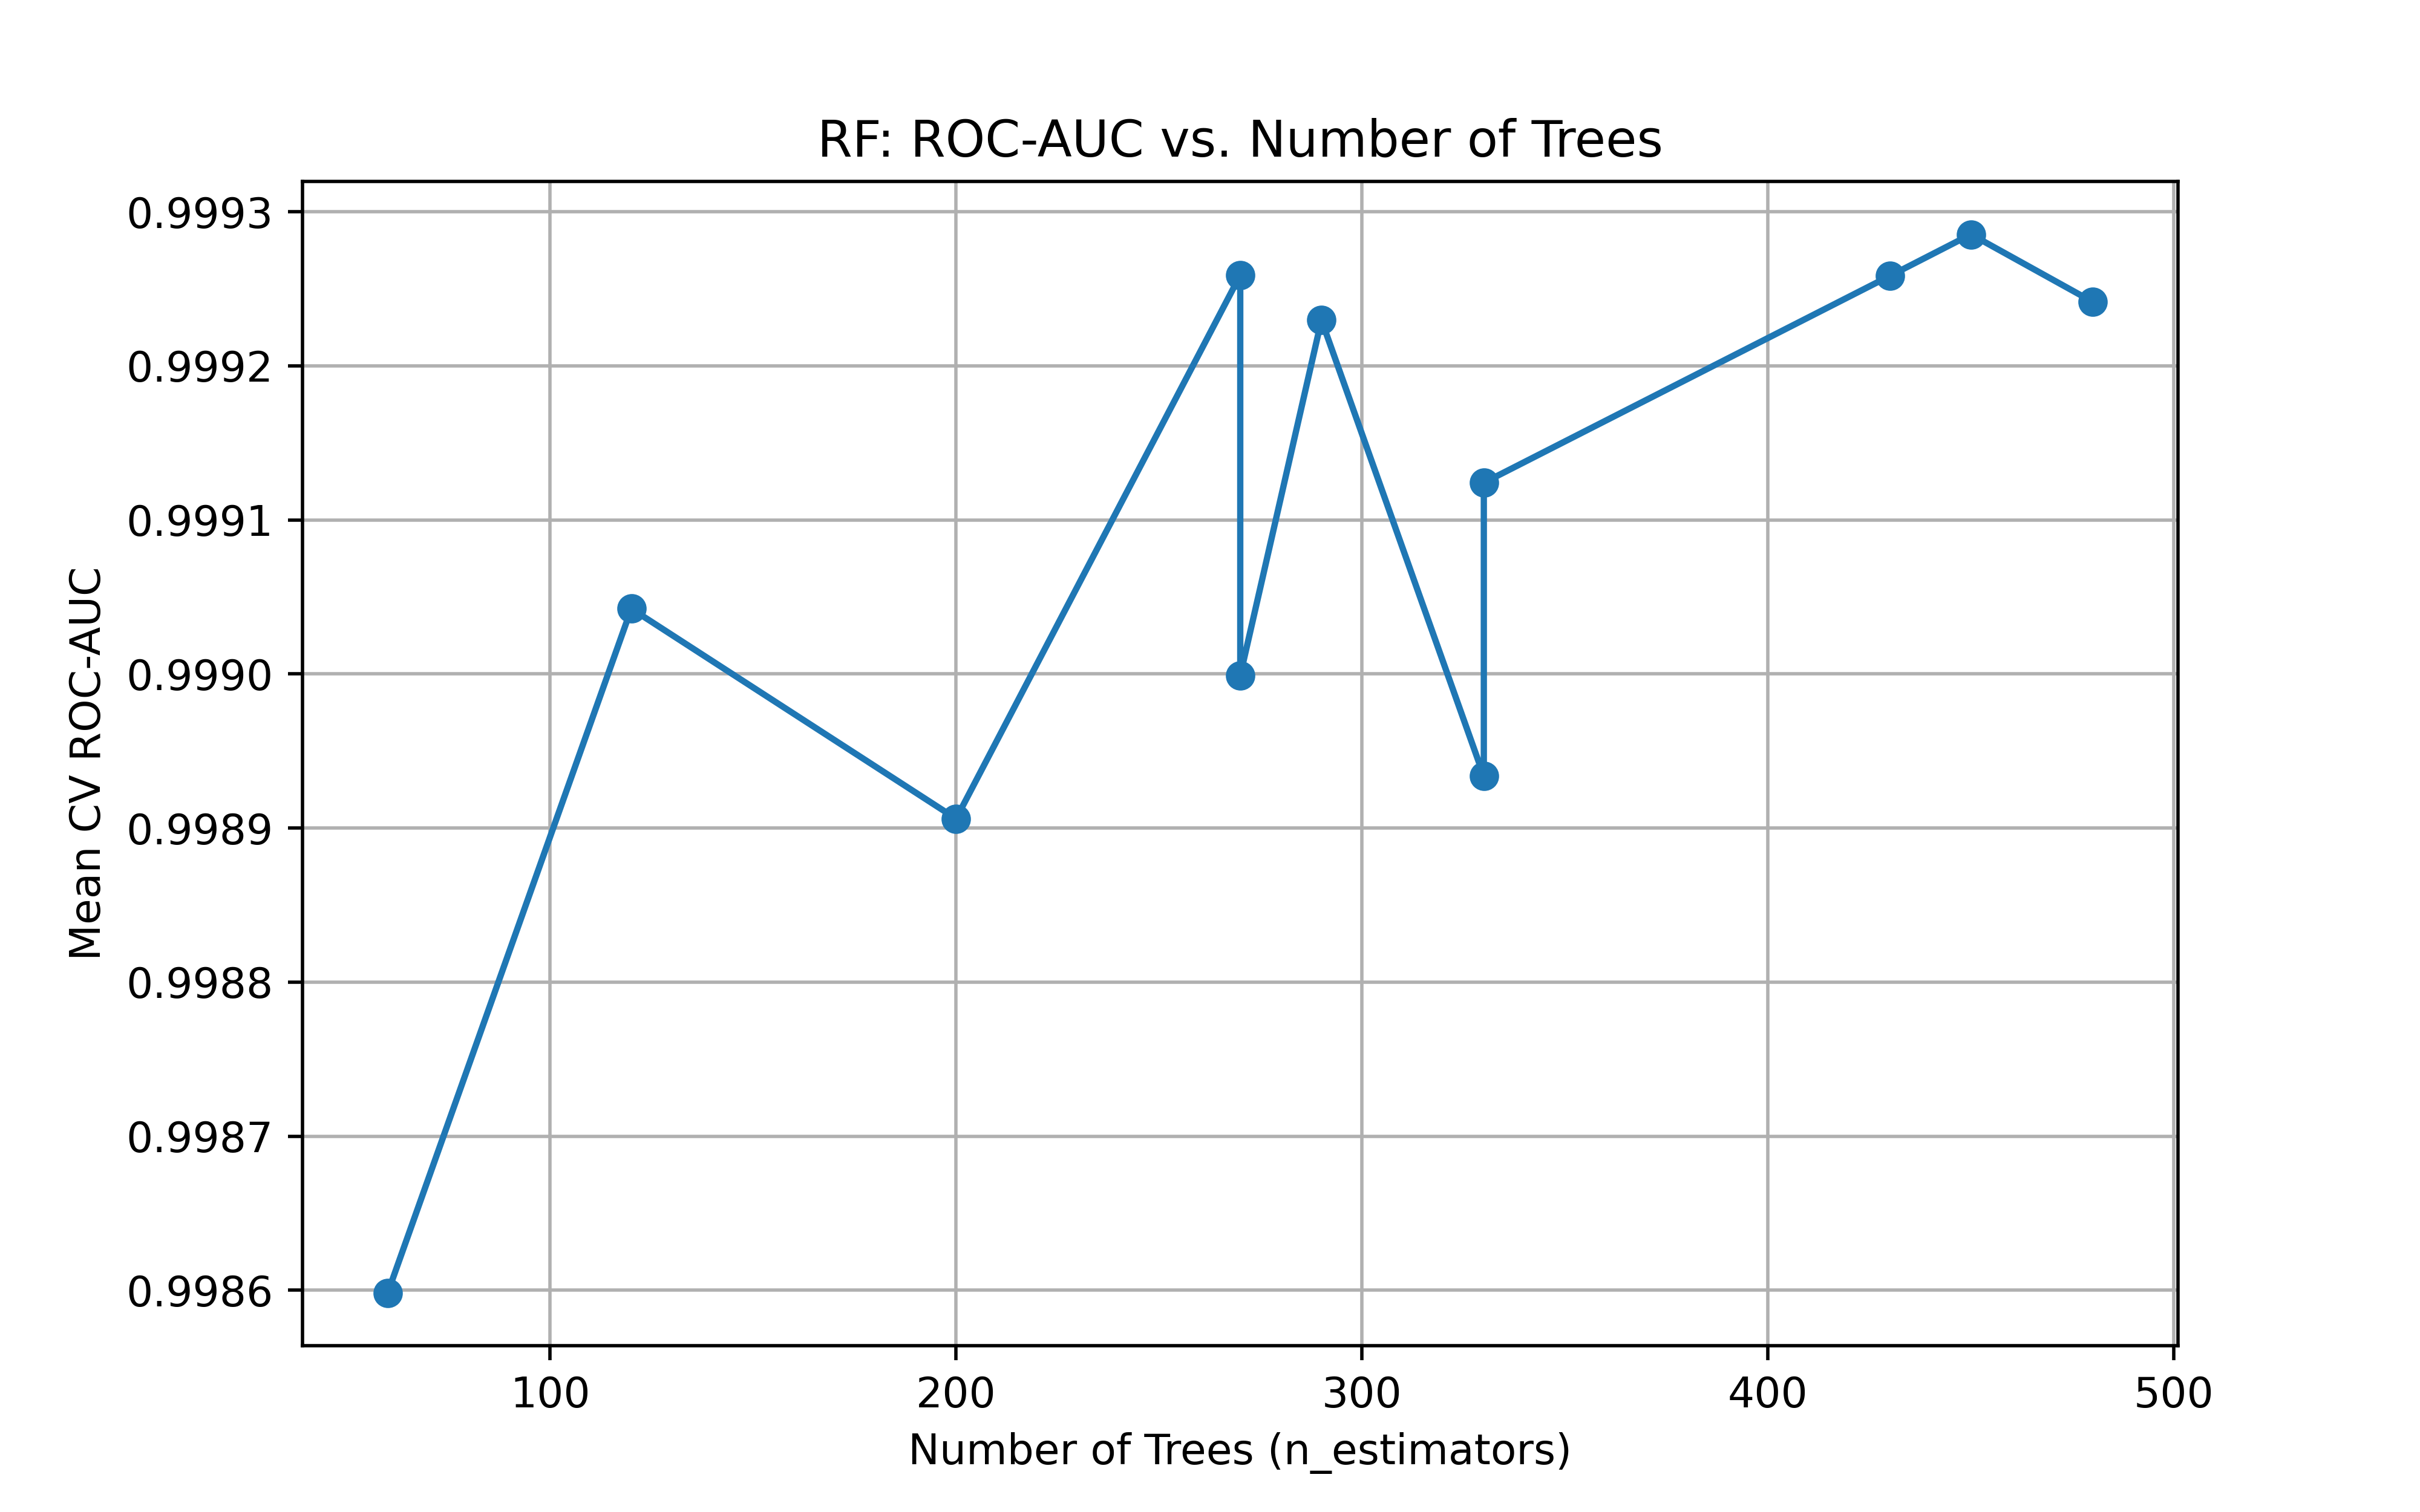 RF: ROC-AUC vs. Number of Trees
0.9993
0.9992
0.9991
0.9990
0.9989
0.9988
0.9987
0.9986
Mean CV ROC-AUC
100 200 300 400 500
Number of Trees (n_estimators)